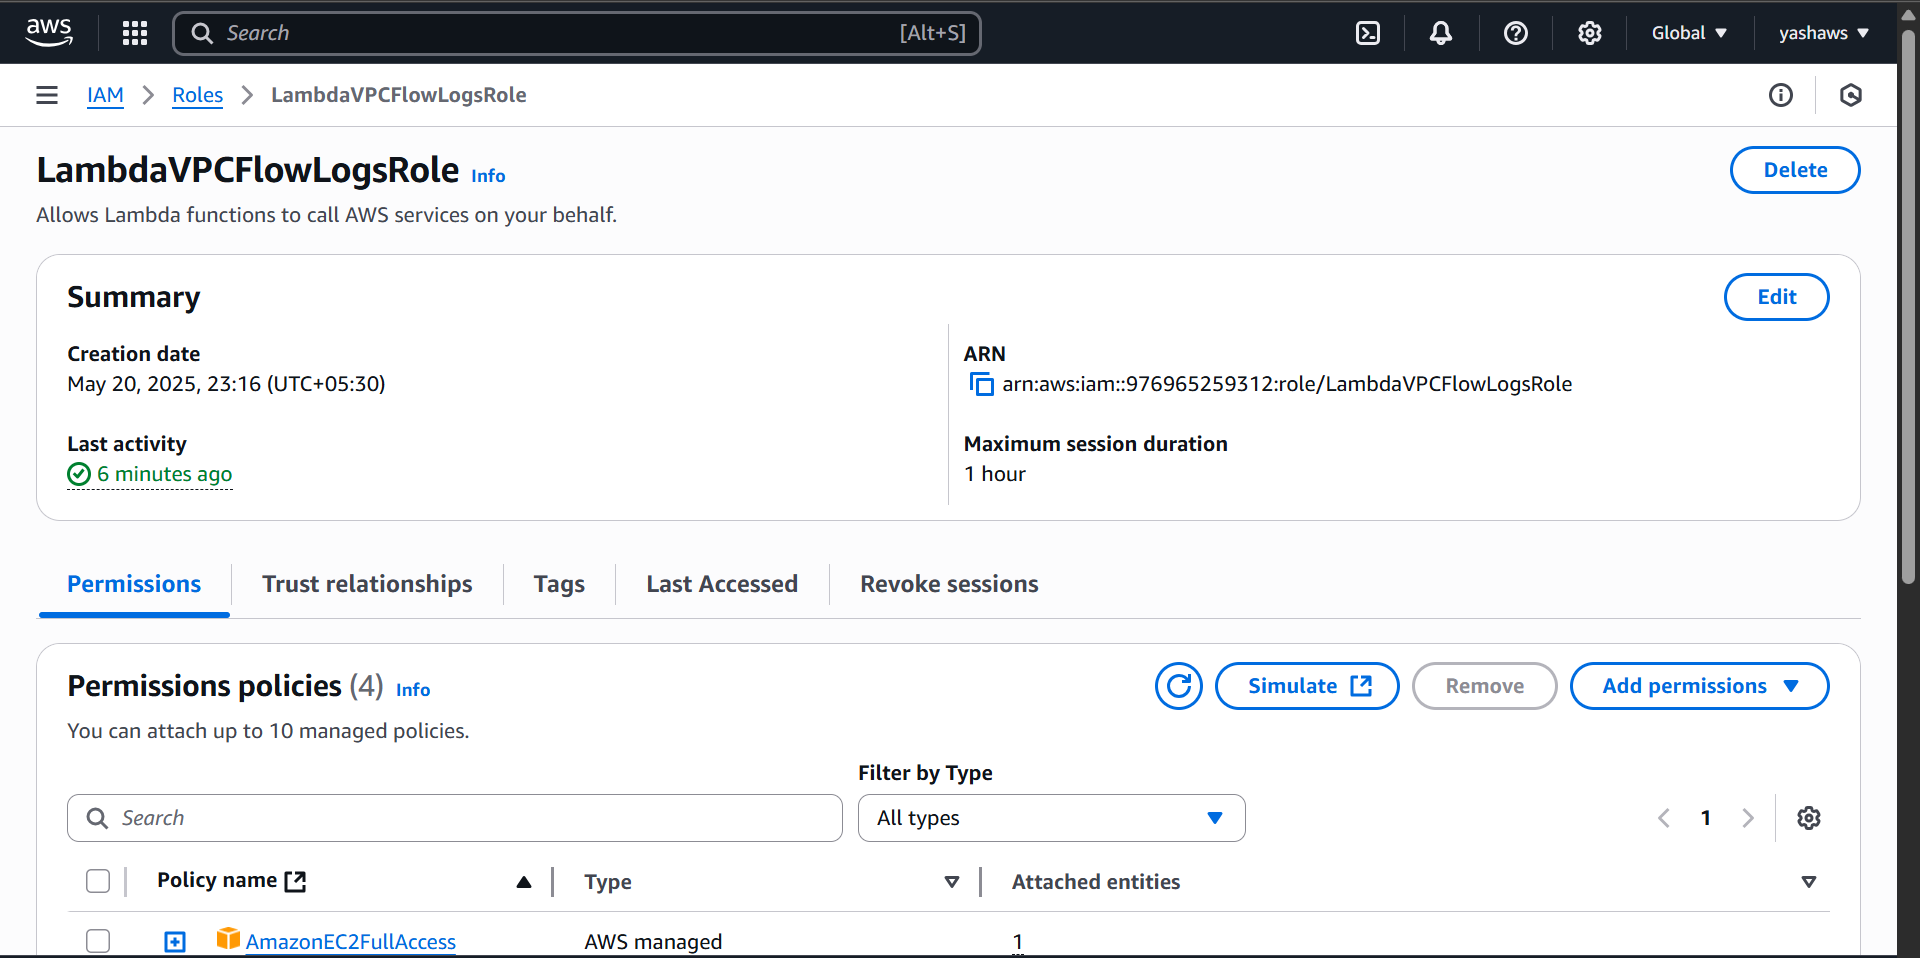 aws
Search [Alt+S]
Global
yashaws
IAM
Roles
LambdaVPCFlowLogsRole
LambdaVPCFlowLogsRole Info
Delete
Allows Lambda functions to call AWS services on your behalf.
Summary
Edit
Creation date
May 20, 2025, 23:16 (UTC+05:30)
ARN
arn:aws:iam::976965259312:role/LambdaVPCFlowLogsRole
Last activity
6 minutes ago
Maximum session duration
1 hour
Permissions
Trust relationships
Tags
Last Accessed
Revoke sessions
Permissions policies (4) Info
Simulate
Remove
Add permissions
You can attach up to 10 managed policies.
Filter by Type
Search
All types
1
Policy name
Type
Attached entities
AmazonEC2FullAccess
AWS managed
1